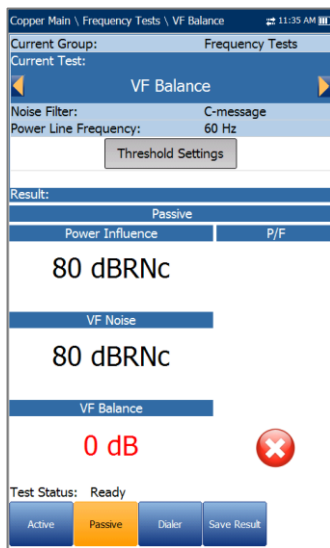 Copper Main \ Frequency Tests \ VF Balance 11:35 AM
Current Group: Frequency Tests
Current Test:
VF Balance
Noise Filter: C-message
Power Line Frequency: 60 Hz
Threshold Settings
Result:
Passive
Power Influence P/F
80 dBRNc
VF Noise
80 dBRNc
VF Balance
0 dB
Test Status: Ready
Active Passive Dialer Save Result